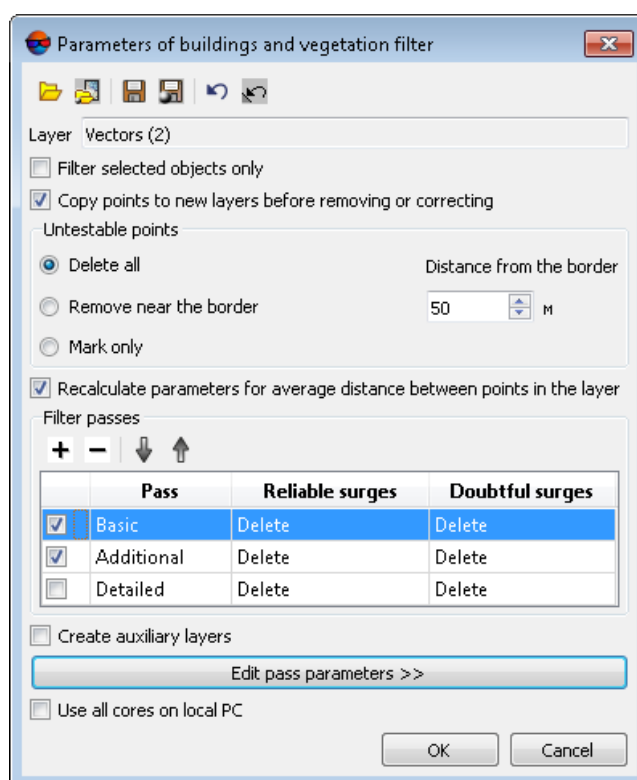 Parameters of buildings and vegetation filter
Layer Vectors (2)
Filter selected objects only
Copy points to new layers before removing or correcting
Untestable points
Delete all Distance from the border
Remove near the border 50 м
Mark only
Recalculate parameters for average distance between points in the layer
Filter passes
Pass Reliable surges Doubtful surges
Basic Delete Delete
Additional Delete Delete
Detailed Delete Delete
Create auxiliary layers
Edit pass parameters >>
Use all cores on local PC
OK Cancel